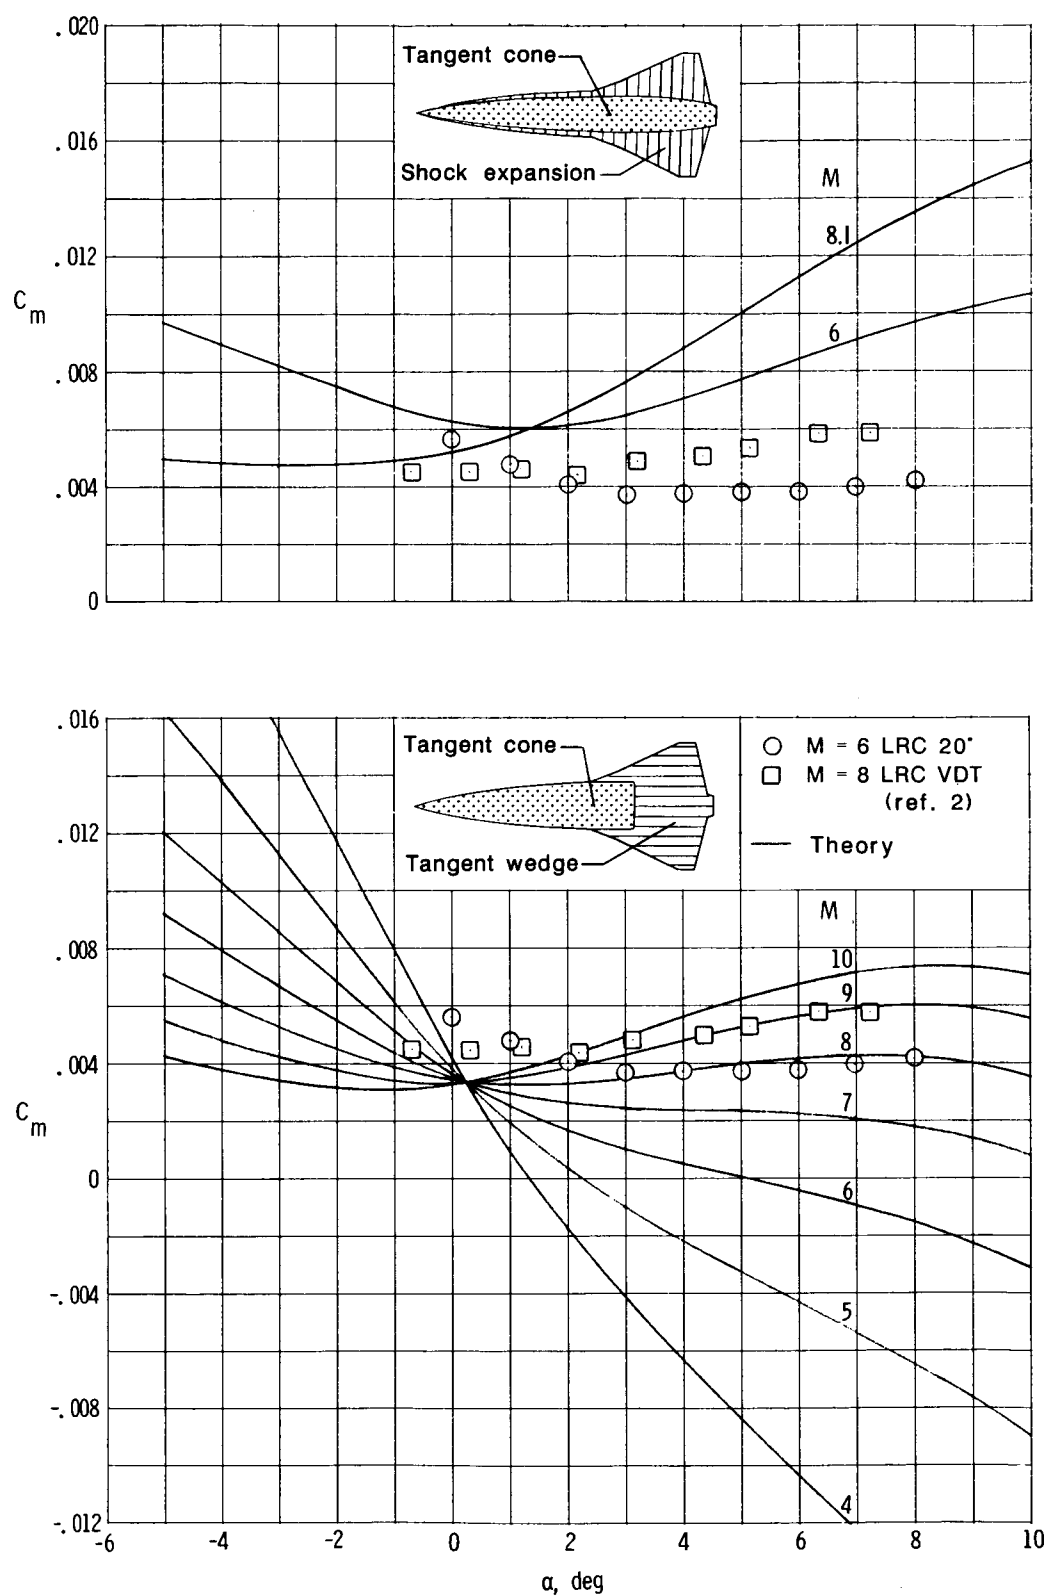 .020
.016
.012
.008
.004
0
C m
Tangent cone
Shock expansion
M
8.1
6
.016
.012
.008
.004
0
-.004
-.008
-.012
C m
Tangent cone
Tangent wedge
M = 6 LRC 20"
M = 8 LRC VDT
(ref. 2)
Theory
M
10
9
8
7
6
5
4
-6 -4 -2 0 2 4 6 8 10
α, deg